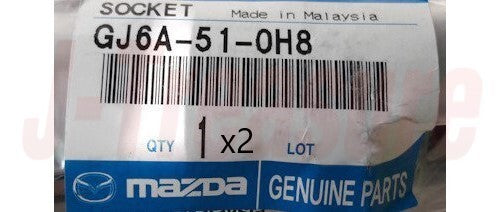 SOCKET Made in Malaysia
GJ6A-51-0H8
QTY 1 x2 LOT
mazda GENUINE PARTS